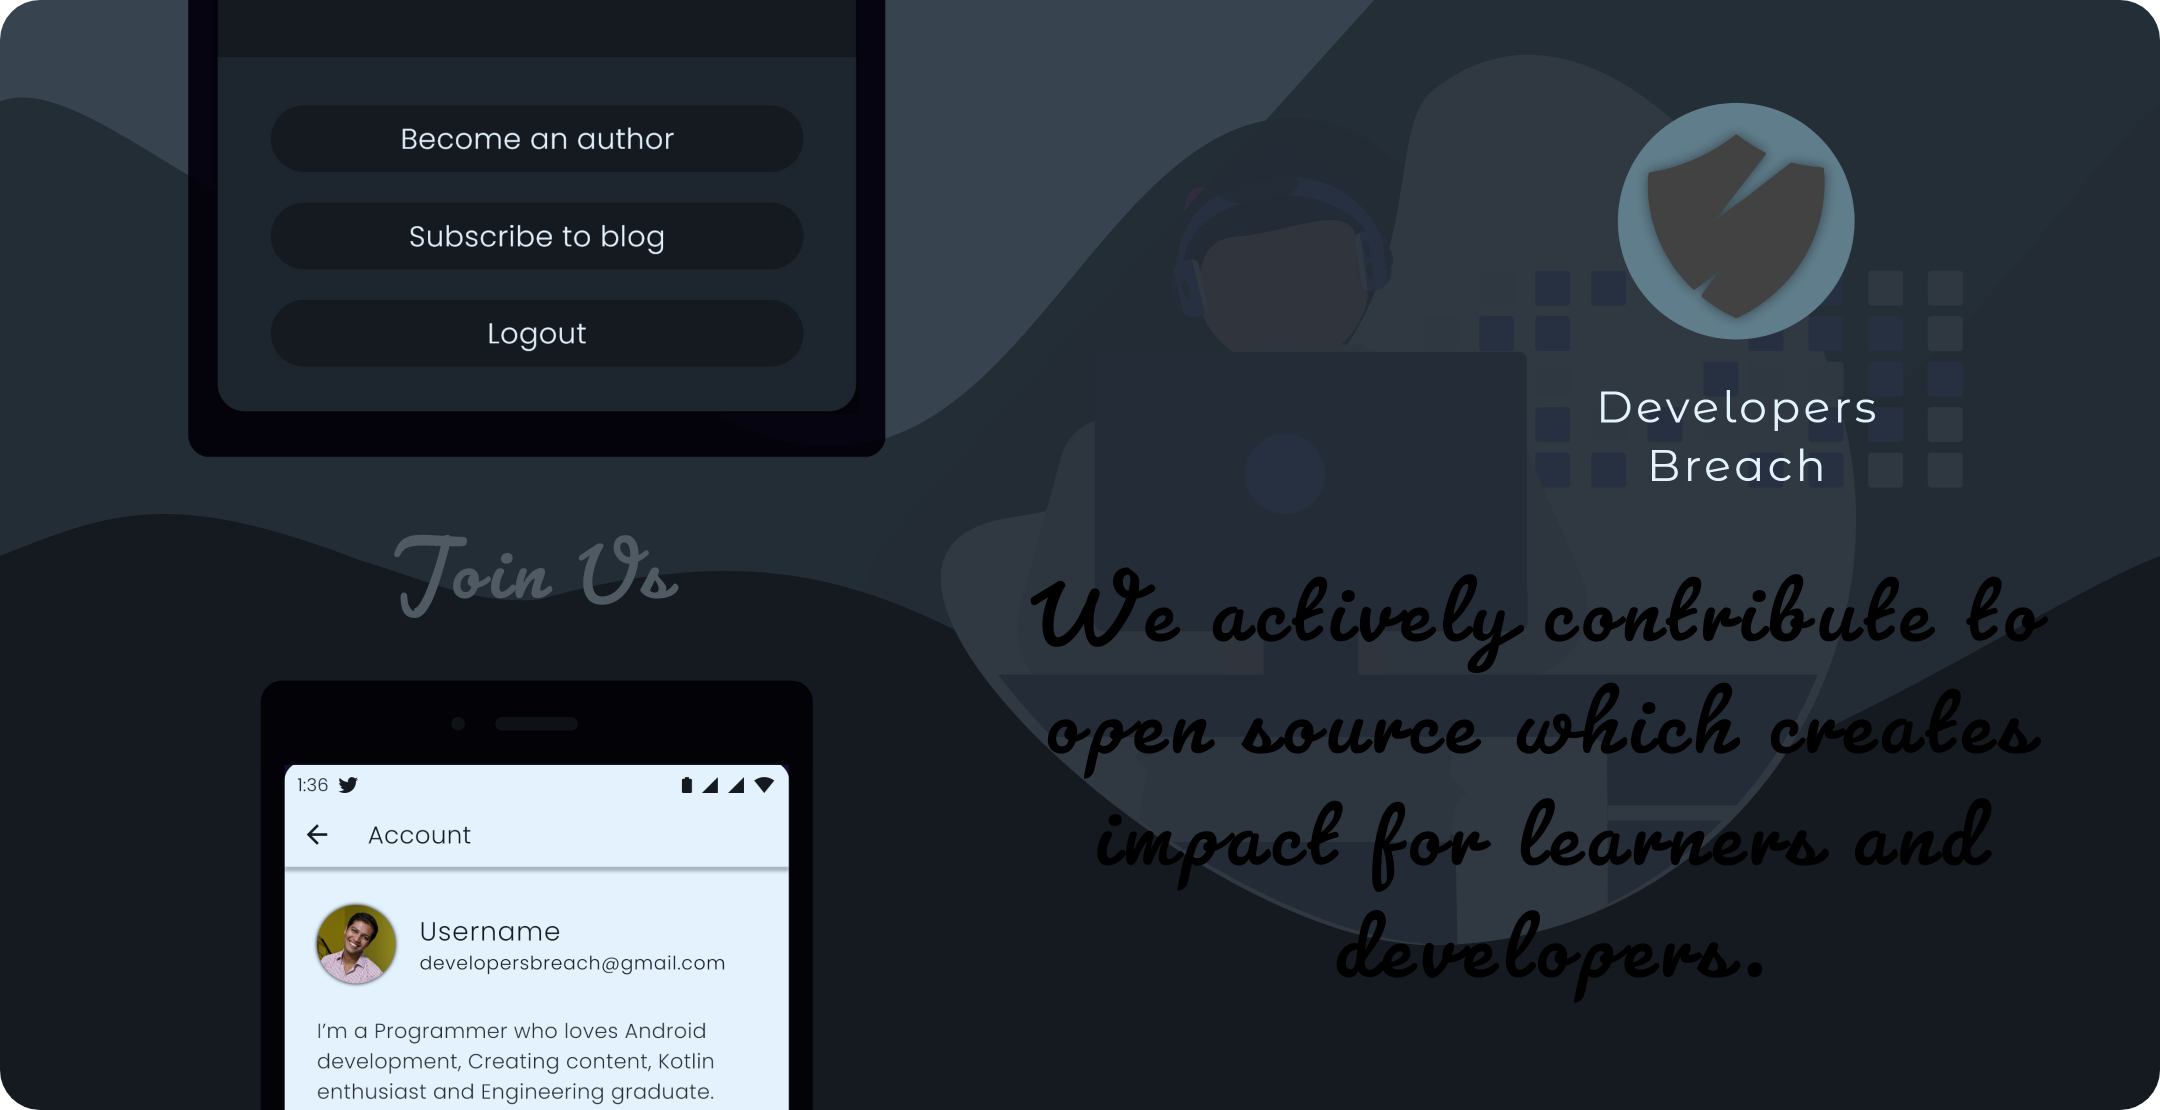 Become an author
Subscribe to blog
Logout
Join Us
1:36
Account
Username
developersbreach@gmail.com
I'm a Programmer who loves Android
development, Creating content, Kotlin
enthusiast and Engineering graduate.
Developers
Breach
We actively contribute to
open source which creates
impact for learners and
developers.